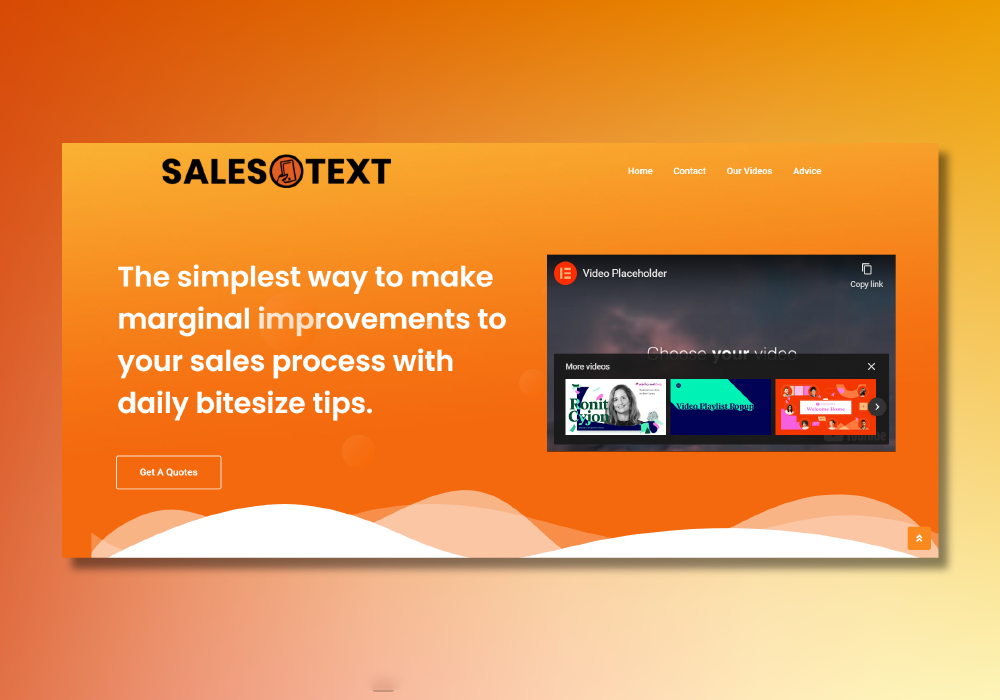 SALES TEXT
Home Contact Our Videos Advice
The simplest way to make
marginal improvements to
your sales process with
daily bitesize tips.
Get A Quotes
Video Placeholder
Copy link
Choose your video
More videos
Ronit
Video Playlist Popup
Welcome Home